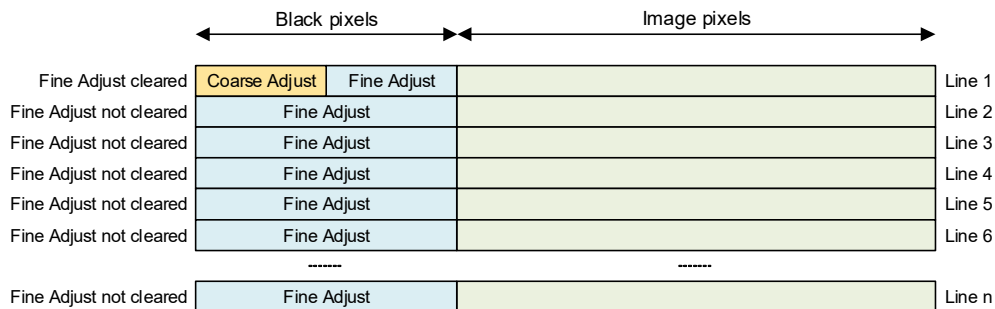 Black pixels Image pixels
Fine Adjust cleared Coarse Adjust Fine Adjust Line 1
Fine Adjust not cleared Fine Adjust Line 2
Fine Adjust not cleared Fine Adjust Line 3
Fine Adjust not cleared Fine Adjust Line 4
Fine Adjust not cleared Fine Adjust Line 5
Fine Adjust not cleared Fine Adjust Line 6
------- -------
Fine Adjust not cleared Fine Adjust Line n